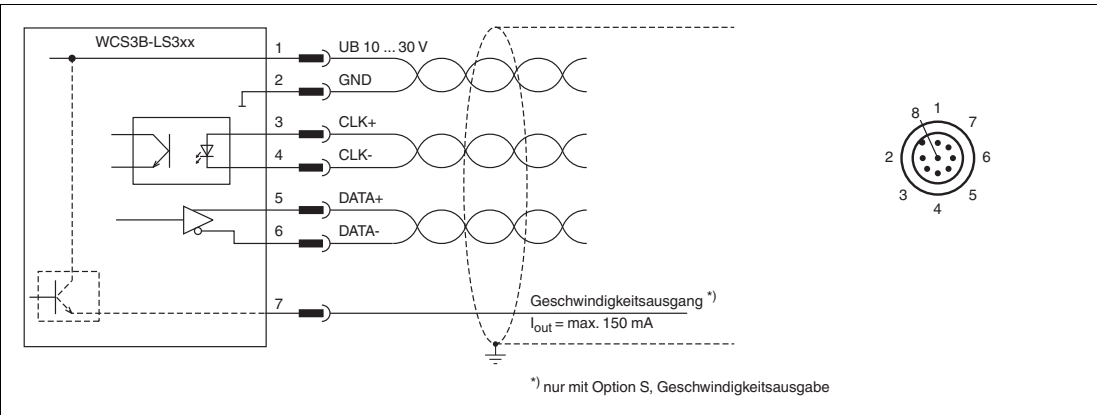 WCS3B-LS3xx
1 UB 10 ... 30 V
2 GND
3 CLK+
4 CLK-
5 DATA+
6 DATA-
7
Geschwindigkeitsausgang *)
Iout = max. 150 mA
*) nur mit Option S, Geschwindigkeitsausgabe
8 1 7
2 6
3 5
4